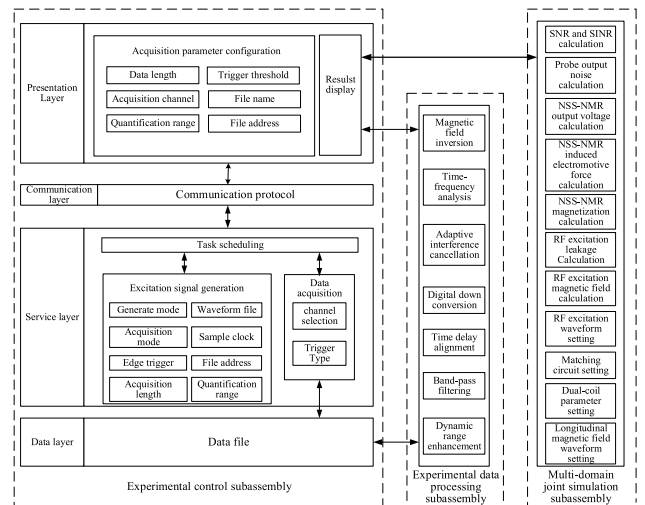 Presentation
Layer
Acquisition parameter configuration
Data length
Trigger threshold
Acquisition channel
File name
Quantification range
File address
Resulst
display
Communication
layer
Communication protocol
Service layer
Task scheduling
Excitation signal generation
Generate mode
Waveform file
Acquisition
mode
Sample clock
Edge trigger
File address
Acquisition
length
Quantification
range
Data
acquisition
channel
selection
Trigger
Type
Data layer
Data file
Experimental control subassembly
Magnetic
field
inversion
Time-
frequency
analysis
Adaptive
interference
cancellation
Digital down
conversion
Time delay
alignment
Band-pass
filtering
Dynamic
range
enhancement
Experimental data
processing
subassembly
SNR and SINR
calculation
Probe output
noise
calculation
NSS-NMR
output voltage
calculation
NSS-NMR
induced
electromotive
force
calculation
NSS-NMR
magnetization
calculation
RF excitation
leakage
Calculation
RF excitation
magnetic field
calculation
RF excitation
waveform
setting
Matching
circuit setting
Dual-coil
parameter
setting
Longitudinal
magnetic field
waveform
setting
Multi-domain
joint simulation
subassembly